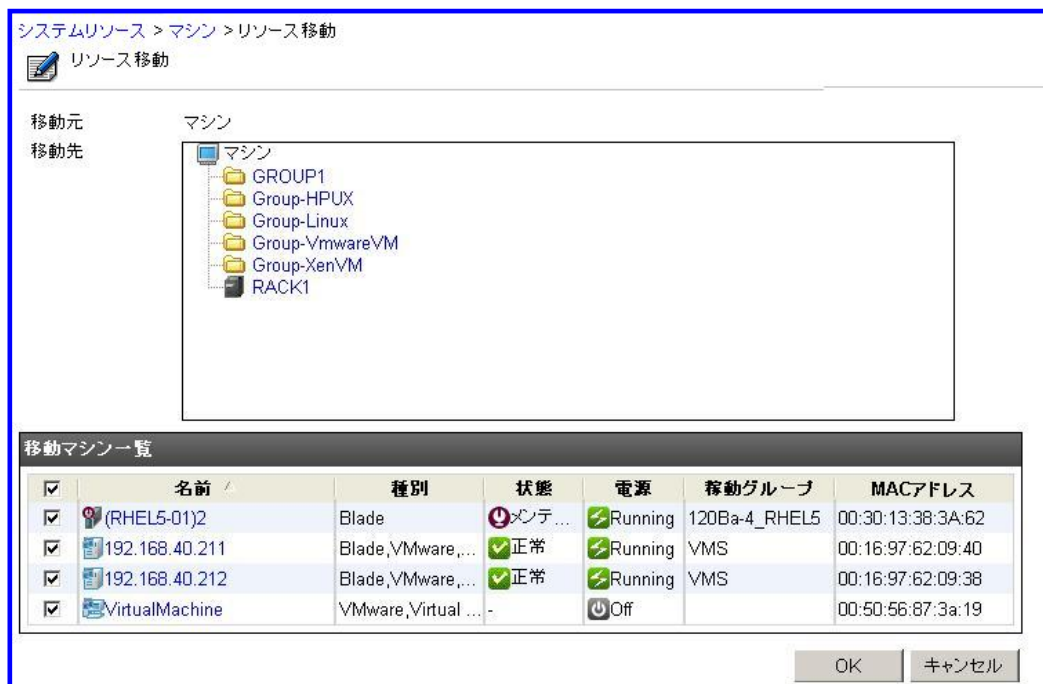 システムリソース > マシン > リソース移動
リソース移動
移動元 マシン
移動先
マシン
GROUP1
Group-HPUX
Group-Linux
Group-VmwareVM
Group-XenVM
RACK1
移動マシン一覧
名前 種別 状態 電源 稼動グループ MACアドレス
(RHEL5-01)2 Blade メンテ... Running 120Ba-4_RHEL5 00:30:13:38:3A:62
192.168.40.211 Blade,VMware,... 正常 Running VMS 00:16:97:62:09:40
192.168.40.212 Blade,VMware,... 正常 Running VMS 00:16:97:62:09:38
VirtualMachine VMware,Virtual ... - Off 00:50:56:87:3a:19
OK キャンセル